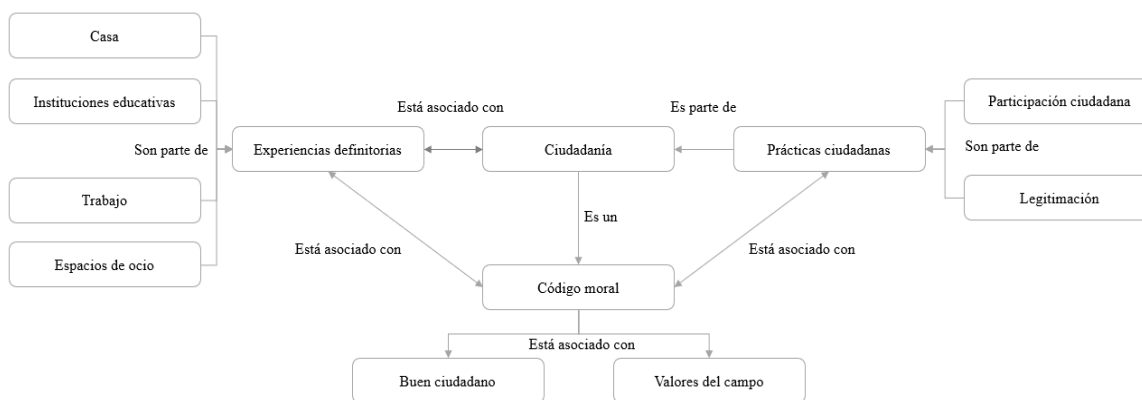 Casa
Instituciones educativas
Son parte de
Trabajo
Espacios de ocio
Está asociado con
Experiencias definitorias
Ciudadanía
Es parte de
Prácticas ciudadanas
Participación ciudadana
Son parte de
Legitimación
Está asociado con
Es un
Está asociado con
Código moral
Está asociado con
Buen ciudadano
Valores del campo